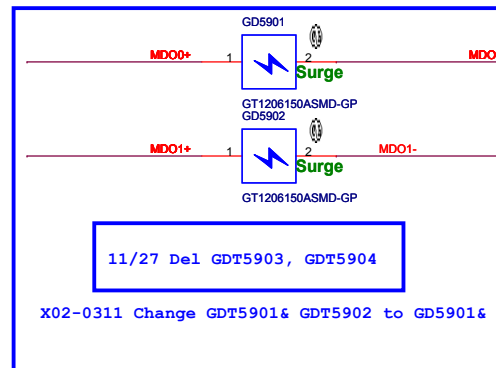 GD5901
MDO0+ 1 2 MDO
Surge
GT1206150ASMD-GP
GD5902
MDO1+ 1 2 MDO1-
Surge
GT1206150ASMD-GP
11/27 Del GDT5903, GDT5904
X02-0311 Change GDT5901& GDT5902 to GD5901&